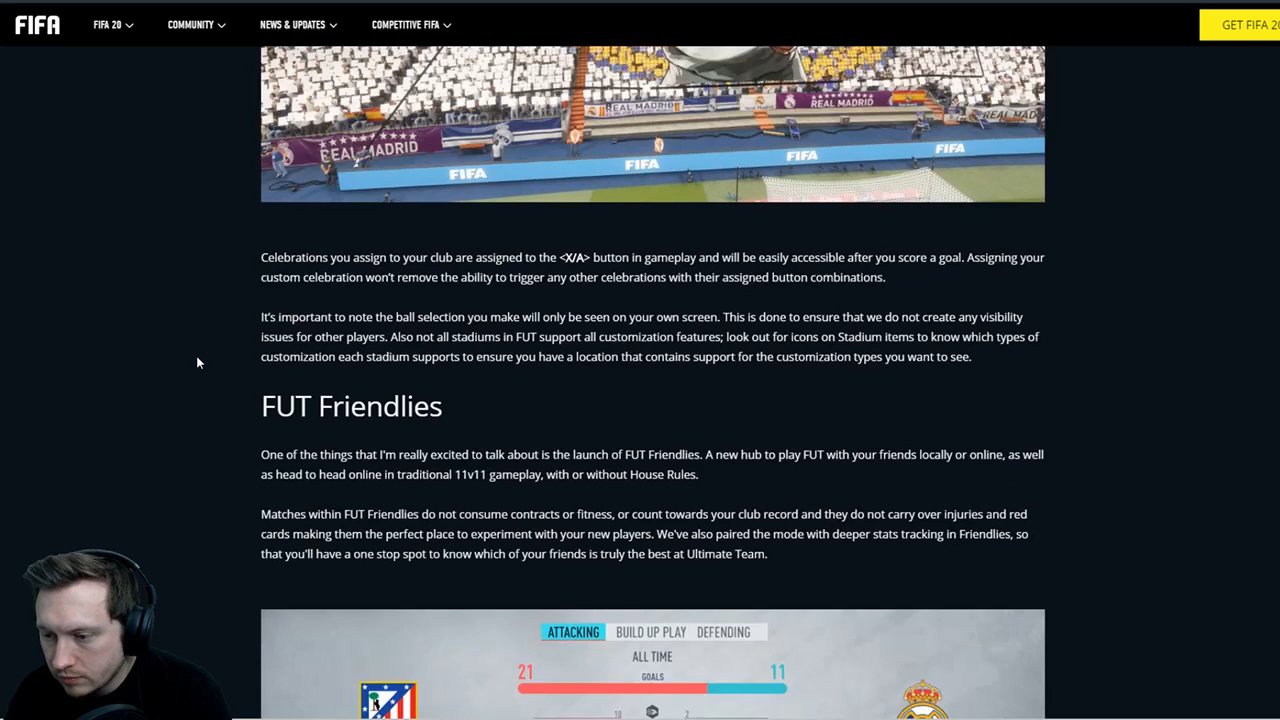 FIFA FIFA 20 COMMUNITY NEWS & UPDATES COMPETITIVE FIFA GET FIFA 20
REAL MADRID REAL MADRID
REAL MADRID REAL MADRID
FIFA FIFA FIFA FIFA
Celebrations you assign to your club are assigned to the <X/A> button in gameplay and will be easily accessible after you score a goal. Assigning your
custom celebration won't remove the ability to trigger any other celebrations with their assigned button combinations.
It's important to note the ball selection you make will only be seen on your own screen. This is done to ensure that we do not create any visibility
issues for other players. Also not all stadiums in FUT support all customization features; look out for icons on Stadium items to know which types of
customization each stadium supports to ensure you have a location that contains support for the customization types you want to see.
FUT Friendlies
One of the things that I'm really excited to talk about is the launch of FUT Friendlies. A new hub to play FUT with your friends locally or online, as well
as head to head online in traditional 11v11 gameplay, with or without House Rules.
Matches within FUT Friendlies do not consume contracts or fitness, or count towards your club record and they do not carry over injuries and red
cards making them the perfect place to experiment with your new players. We've also paired the mode with deeper stats tracking in Friendlies, so
that you'll have a one stop spot to know which of your friends is truly the best at Ultimate Team.
ATTACKING BUILD UP PLAY DEFENDING
ALL TIME
21 GOALS 11